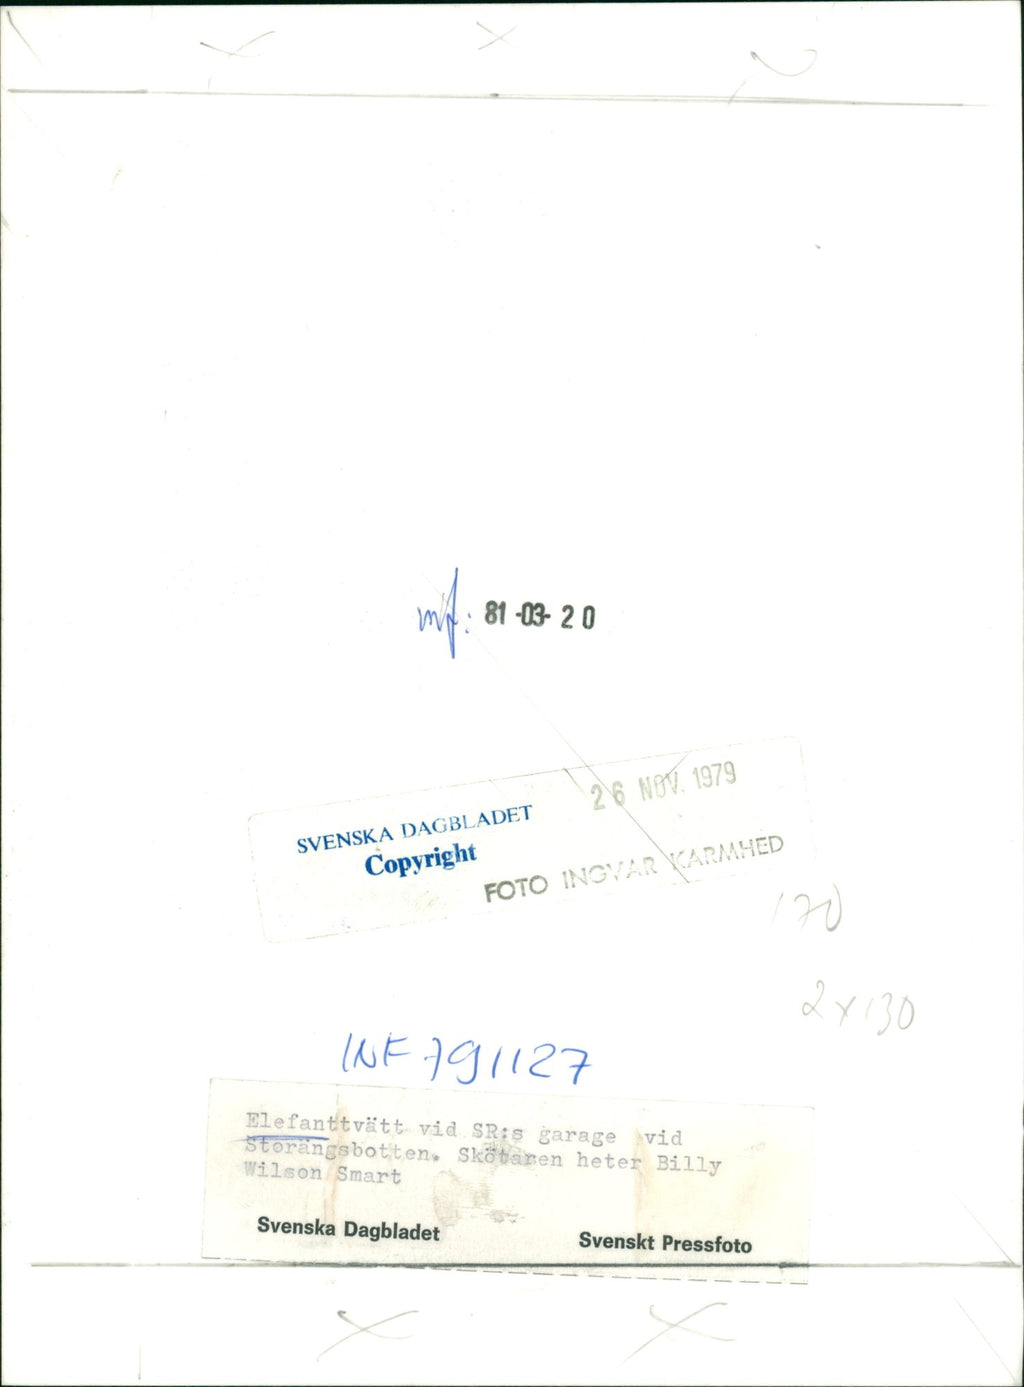 mf: 81-03-20
26 NOV. 1979
SVENSKA DAGBLADET
Copyright
FOTO INGVAR KARMHED
170
2x130
INF 791127
Elefanttvätt vid SR:s garage vid
Storängsbotten. Skötaren heter Billy
Wilson Smart
Svenska Dagbladet
Svenskt Pressfoto